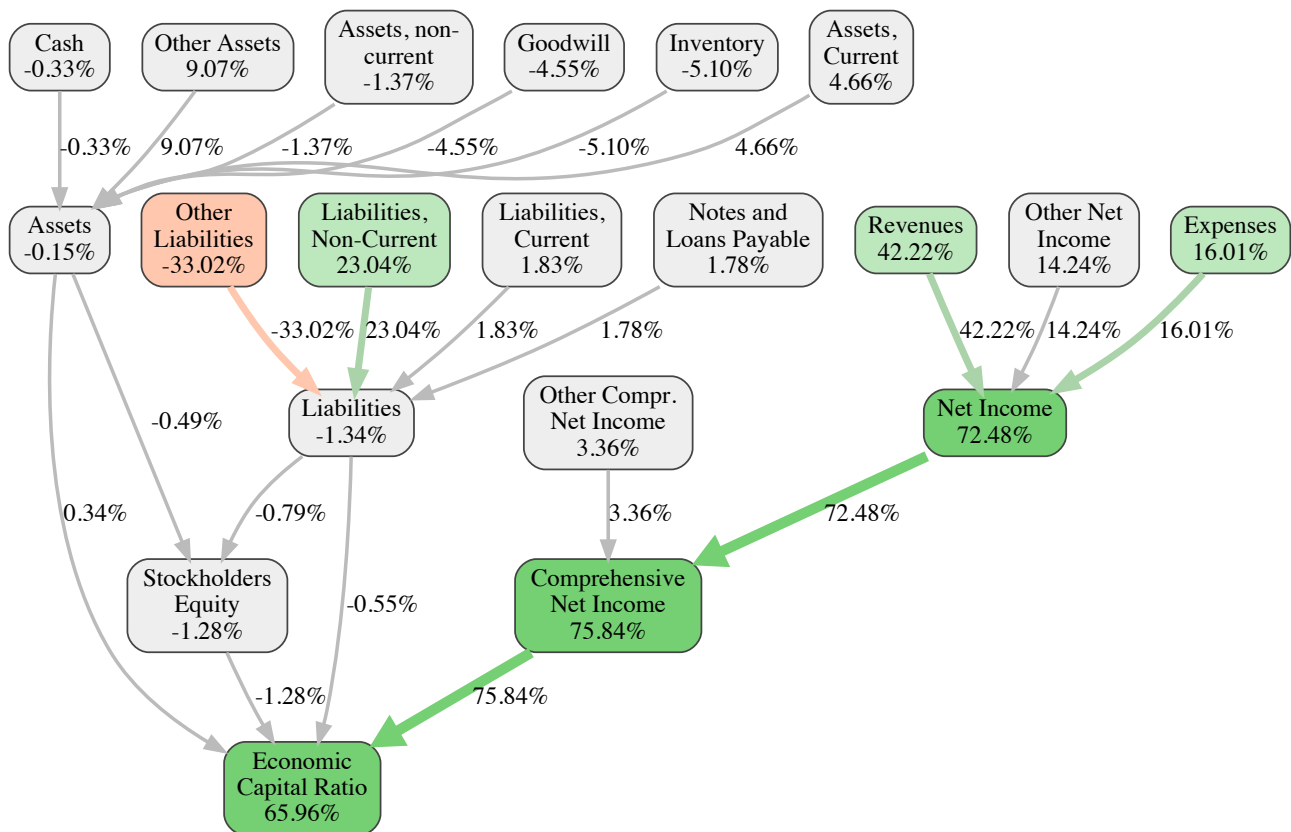 Cash
-0.33%
Other Assets
9.07%
Assets, non-
current
-1.37%
Goodwill
-4.55%
Inventory
-5.10%
Assets,
Current
4.66%
-0.33%
9.07%
-1.37%
-4.55%
-5.10%
4.66%
Assets
-0.15%
Other
Liabilities
-33.02%
Liabilities,
Non-Current
23.04%
Liabilities,
Current
1.83%
Notes and
Loans Payable
1.78%
Revenues
42.22%
Other Net
Income
14.24%
Expenses
16.01%
-33.02%
23.04%
1.83%
1.78%
42.22%
14.24%
16.01%
-0.49%
Liabilities
-1.34%
Other Compr.
Net Income
3.36%
Net Income
72.48%
0.34%
-0.79%
3.36%
72.48%
Stockholders
Equity
-1.28%
-0.55%
Comprehensive
Net Income
75.84%
-1.28%
75.84%
Economic
Capital Ratio
65.96%